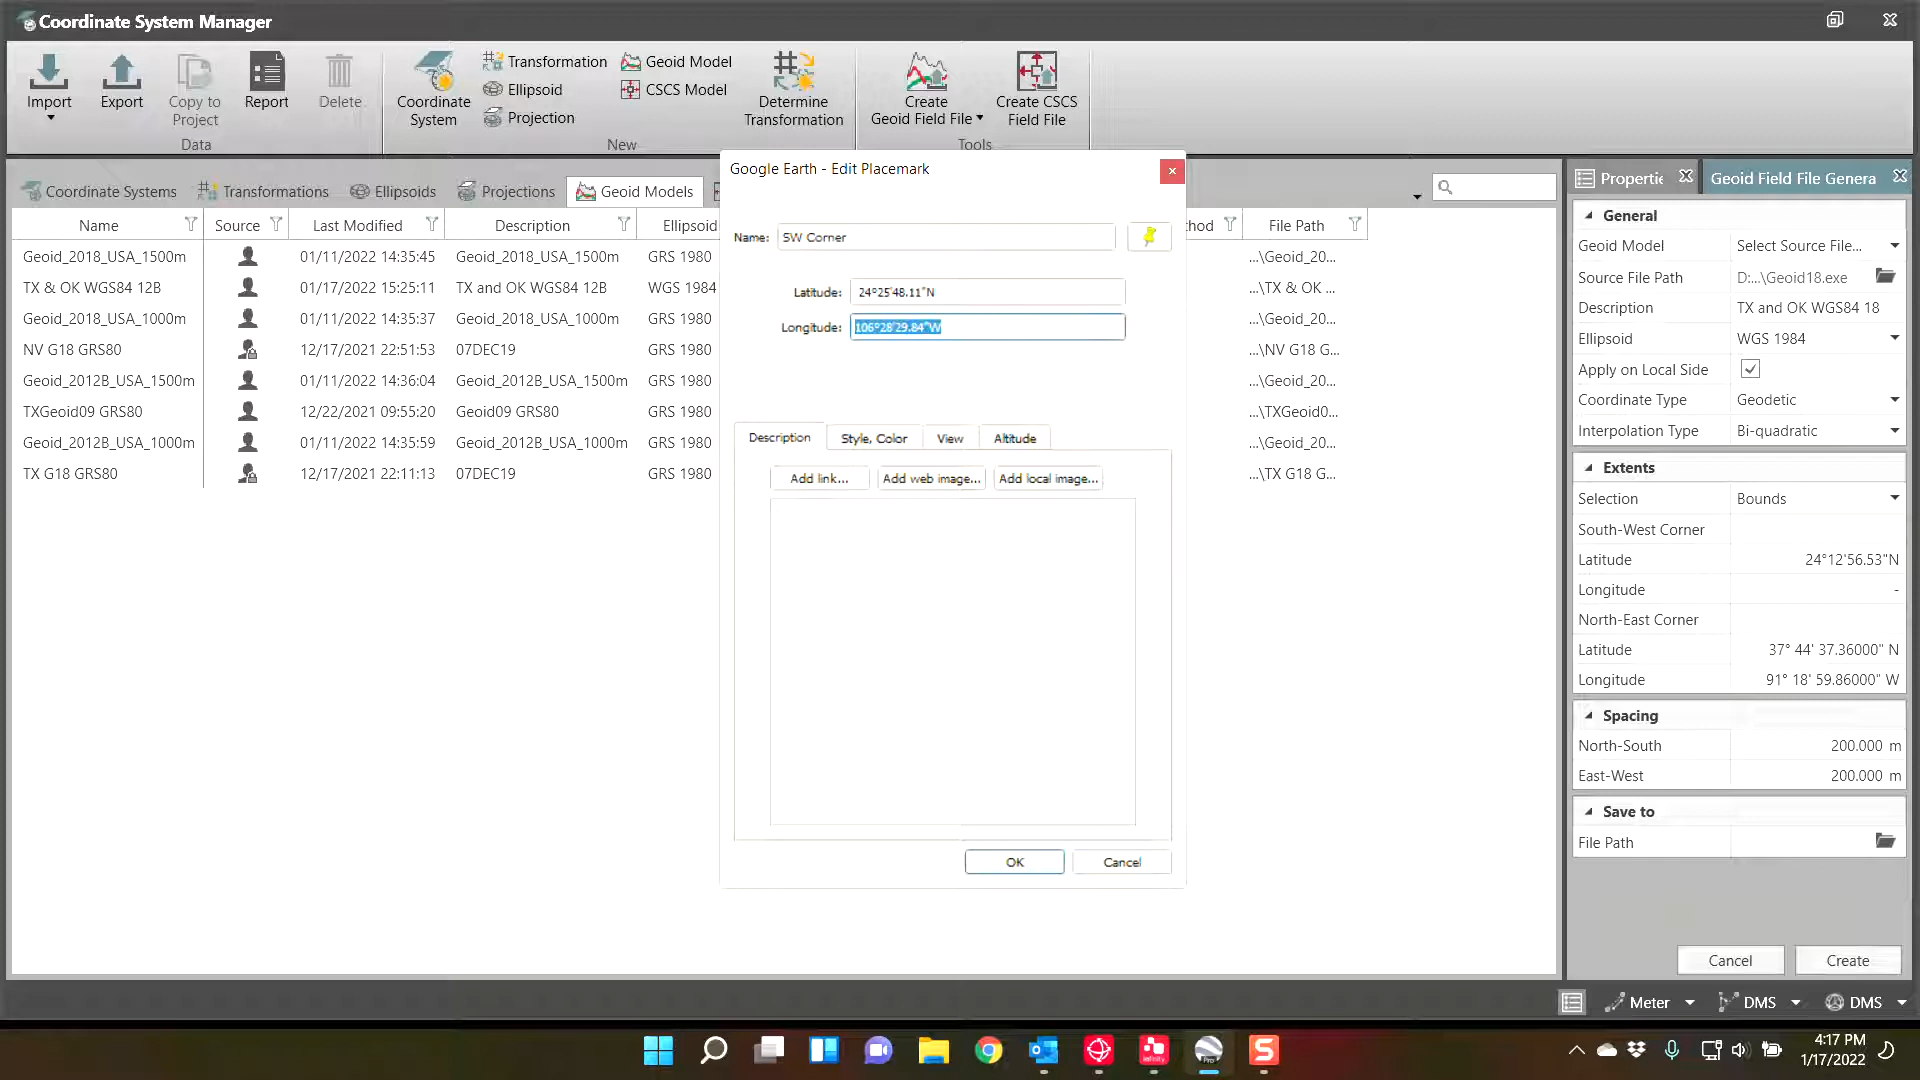 Coordinate System Manager
Import
Export
Copy to
Project
Report
Delete
Data
Coordinate
System
Transformation
Ellipsoid
Projection
Geoid Model
CSCS Model
Determine
Transformation
New
Create
Geoid Field File
Create CSCS
Field File
Tools
Coordinate Systems
Transformations
Ellipsoids
Projections
Geoid Models
Name Source Last Modified Description Ellipsoid thod File Path
Geoid_2018_USA_1500m 01/11/2022 14:35:45 Geoid_2018_USA_1500m GRS 1980 ...\Geoid_20...
TX & OK WGS84 12B 01/17/2022 15:25:11 TX and OK WGS84 12B WGS 1984 ...\TX & OK ...
Geoid_2018_USA_1000m 01/11/2022 14:35:37 Geoid_2018_USA_1000m GRS 1980 ...\Geoid_20...
NV G18 GRS80 12/17/2021 22:51:53 07DEC19 GRS 1980 ...\NV G18 G...
Geoid_2012B_USA_1500m 01/11/2022 14:36:04 Geoid_2012B_USA_1500m GRS 1980 ...\Geoid_20...
TXGeoid09 GRS80 12/22/2021 09:55:20 Geoid09 GRS80 GRS 1980 ...\TXGeoid0...
Geoid_2012B_USA_1000m 01/11/2022 14:35:59 Geoid_2012B_USA_1000m GRS 1980 ...\Geoid_20...
TX G18 GRS80 12/17/2021 22:11:13 07DEC19 GRS 1980 ...\TX G18 G...
Google Earth - Edit Placemark
Name: SW Corner
Latitude: 24°25'48.11"N
Longitude: 106°28'29.84"W
Description
Style, Color
View
Altitude
Add link...
Add web image...
Add local image...
OK
Cancel
Propertie
Geoid Field File Genera
General
Geoid Model Select Source File...
Source File Path D:...\Geoid18.exe
Description TX and OK WGS84 18
Ellipsoid WGS 1984
Apply on Local Side
Coordinate Type Geodetic
Interpolation Type Bi-quadratic
Extents
Selection Bounds
South-West Corner
Latitude 24°12'56.53"N
Longitude -
North-East Corner
Latitude 37° 44' 37.36000" N
Longitude 91° 18' 59.86000" W
Spacing
North-South 200.000 m
East-West 200.000 m
Save to
File Path
Cancel
Create
Meter
DMS
DMS
infinity
Pro
S
4:17 PM
1/17/2022